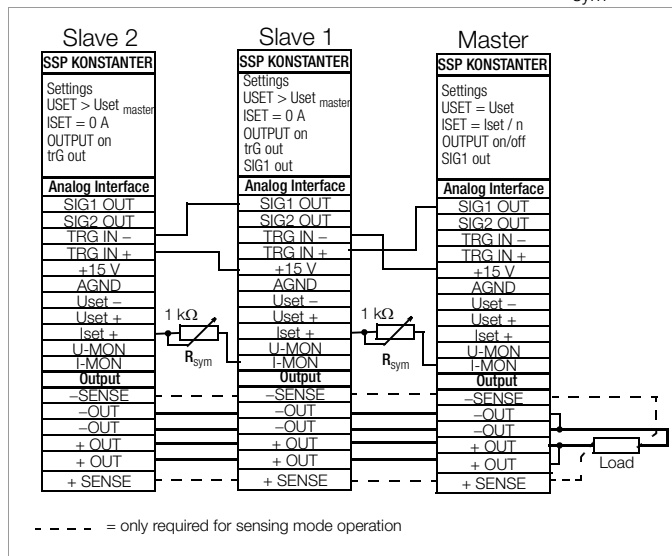 sym
Slave 2
SSP KONSTANTER
Settings
USET > Uset master
ISET = 0 A
OUTPUT on
trG out
Analog Interface
SIG1 OUT
SIG2 OUT
TRG IN –
TRG IN +
+15 V
AGND
Uset –
Uset +
Iset +
U-MON
I-MON
Output
–SENSE
–OUT
–OUT
+ OUT
+ OUT
+ SENSE
1 kΩ
Rsym
Slave 1
SSP KONSTANTER
Settings
USET > Uset master
ISET = 0 A
OUTPUT on
trG out
SIG1 out
Analog Interface
SIG1 OUT
SIG2 OUT
TRG IN –
TRG IN +
+15 V
AGND
Uset –
Uset +
Iset +
U-MON
I-MON
Output
–SENSE
–OUT
–OUT
+ OUT
+ OUT
+ SENSE
1 kΩ
Rsym
Master
SSP KONSTANTER
Settings
USET = Uset
ISET = Iset / n
OUTPUT on/off
SIG1 out
Analog Interface
SIG1 OUT
SIG2 OUT
TRG IN –
TRG IN +
+15 V
AGND
Uset –
Uset +
Iset +
U-MON
I-MON
Output
–SENSE
–OUT
–OUT
+ OUT
+ OUT
+ SENSE
Load
= only required for sensing mode operation